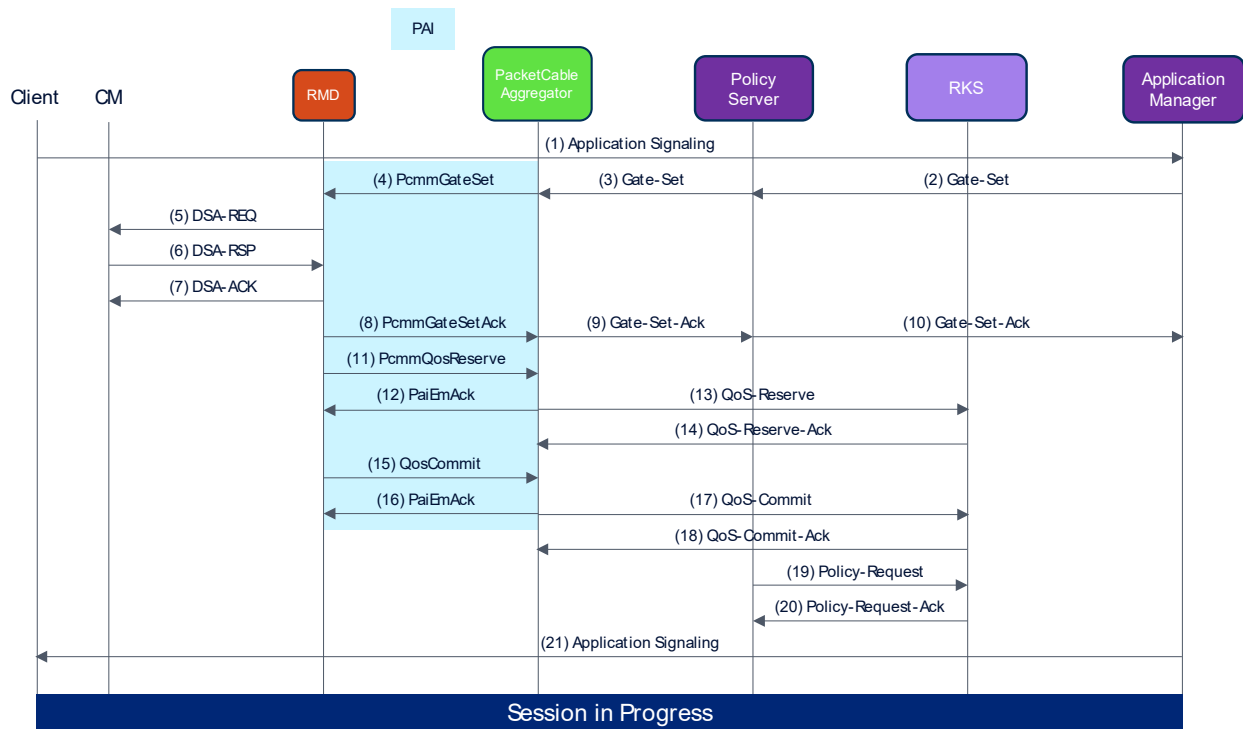 PAI
Client
CM
RMD
PacketCable
Aggregator
Policy
Server
RKS
Application
Manager
(1) Application Signaling
(4) PcmmGateSet
(3) Gate-Set
(2) Gate-Set
(5) DSA-REQ
(6) DSA-RSP
(7) DSA-ACK
(8) PcmmGateSetAck
(9) Gate-Set-Ack
(10) Gate-Set-Ack
(11) PcmmQosReserve
(12) PaiEmAck
(13) QoS-Reserve
(14) QoS-Reserve-Ack
(15) QosCommit
(16) PaiEmAck
(17) QoS-Commit
(18) QoS-Commit-Ack
(19) Policy-Request
(20) Policy-Request-Ack
(21) Application Signaling
Session in Progress